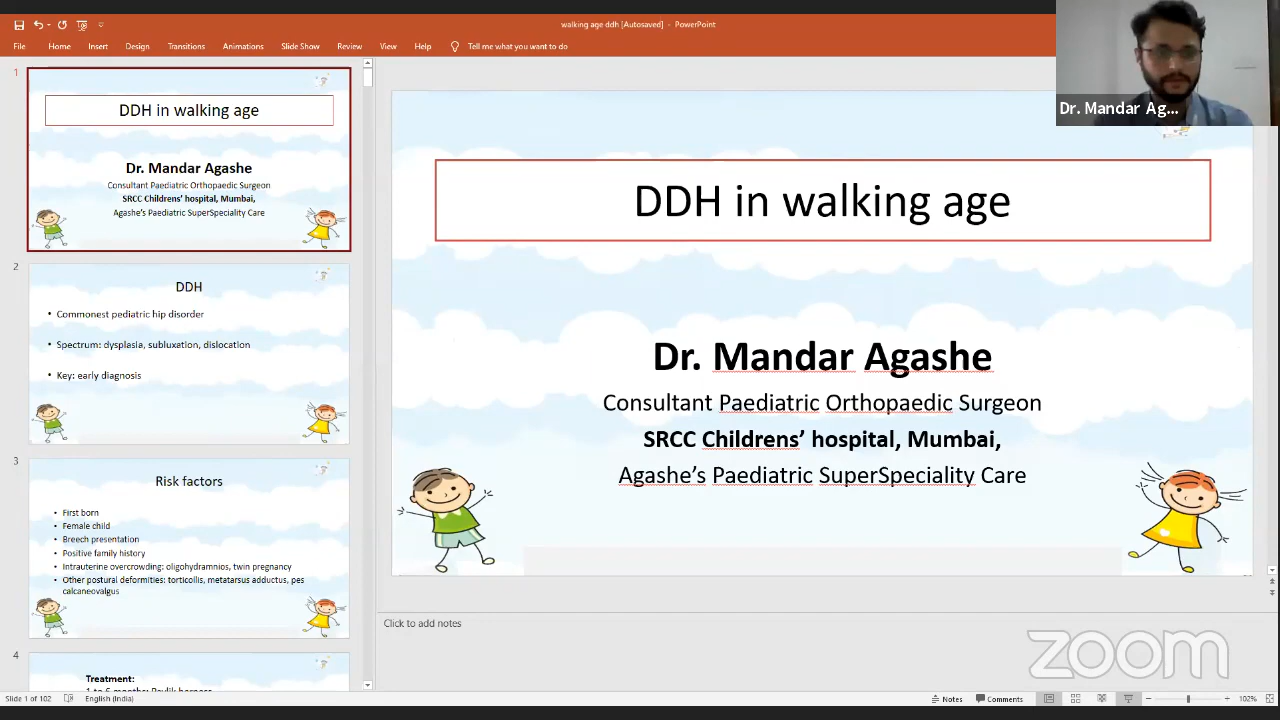 walking age ddh [Autosaved] - PowerPoint
File Home Insert Design Transitions Animations Slide Show Review View Help Tell me what you want to do
Dr. Mandar Ag...
1
DDH in walking age
Dr. Mandar Agashe
Consultant Paediatric Orthopaedic Surgeon
SRCC Childrens' hospital, Mumbai,
Agashe's Paediatric SuperSpeciality Care
2
DDH
• Commonest pediatric hip disorder
• Spectrum: dysplasia, subluxation, dislocation
• Key: early diagnosis
3
Risk factors
• First born
• Female child
• Breech presentation
• Positive family history
• Intrauterine overcrowding: oligohydramnios, twin pregnancy
• Other postural deformities: torticollis, metatarsus adductus, pes
calcaneovalgus
4
Treatment:
1 to 6 months: Pavlik harness
DDH in walking age
Dr. Mandar Agashe
Consultant Paediatric Orthopaedic Surgeon
SRCC Childrens' hospital, Mumbai,
Agashe's Paediatric SuperSpeciality Care
Click to add notes
zoom
Slide 1 of 102 English (India) Notes Comments 102%